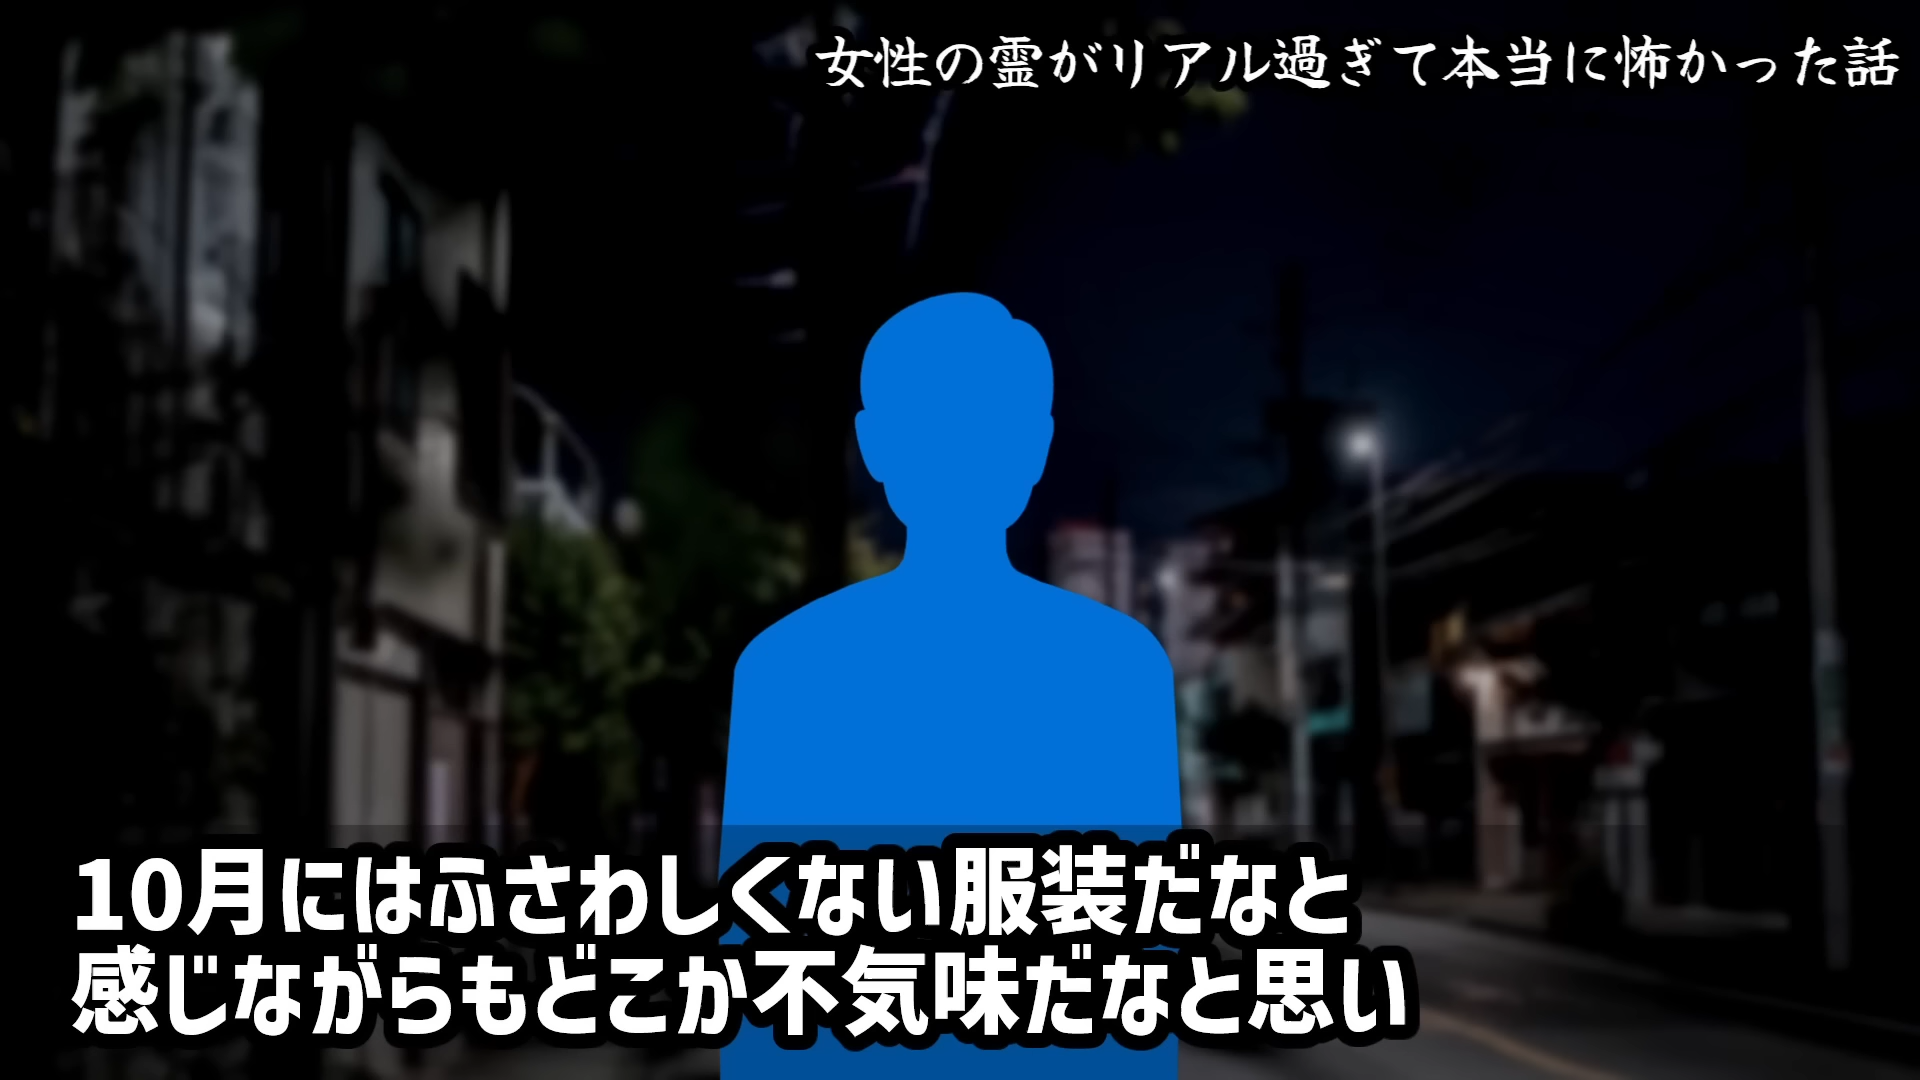 女性の霊がリアル過ぎて本当に怖かった話
10月にはふさわしくない服装だなと
感じながらもどこか不気味だなと思い